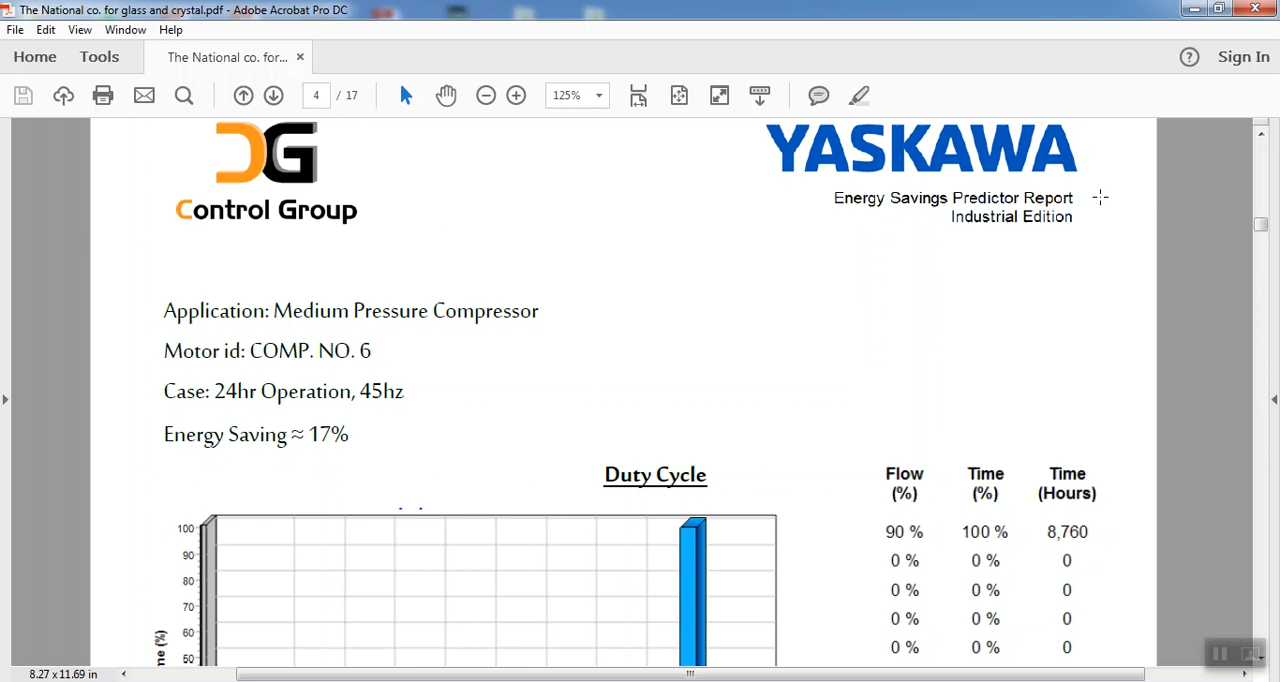 The National co. for glass and crystal.pdf - Adobe Acrobat Pro DC
File Edit View Window Help
Home Tools The National co. for... × Sign In
4 / 17 125%
DG
Control Group
YASKAWA
Energy Savings Predictor Report
Industrial Edition
Application: Medium Pressure Compressor
Motor id: COMP. NO. 6
Case: 24hr Operation, 45hz
Energy Saving ≈ 17%
Duty Cycle
Flow Time Time
(%) (%) (Hours)
90 % 100 % 8,760
0 % 0 % 0
0 % 0 % 0
0 % 0 % 0
0 % 0 % 0
100
90
80
70
60
50
8.27 x 11.69 in